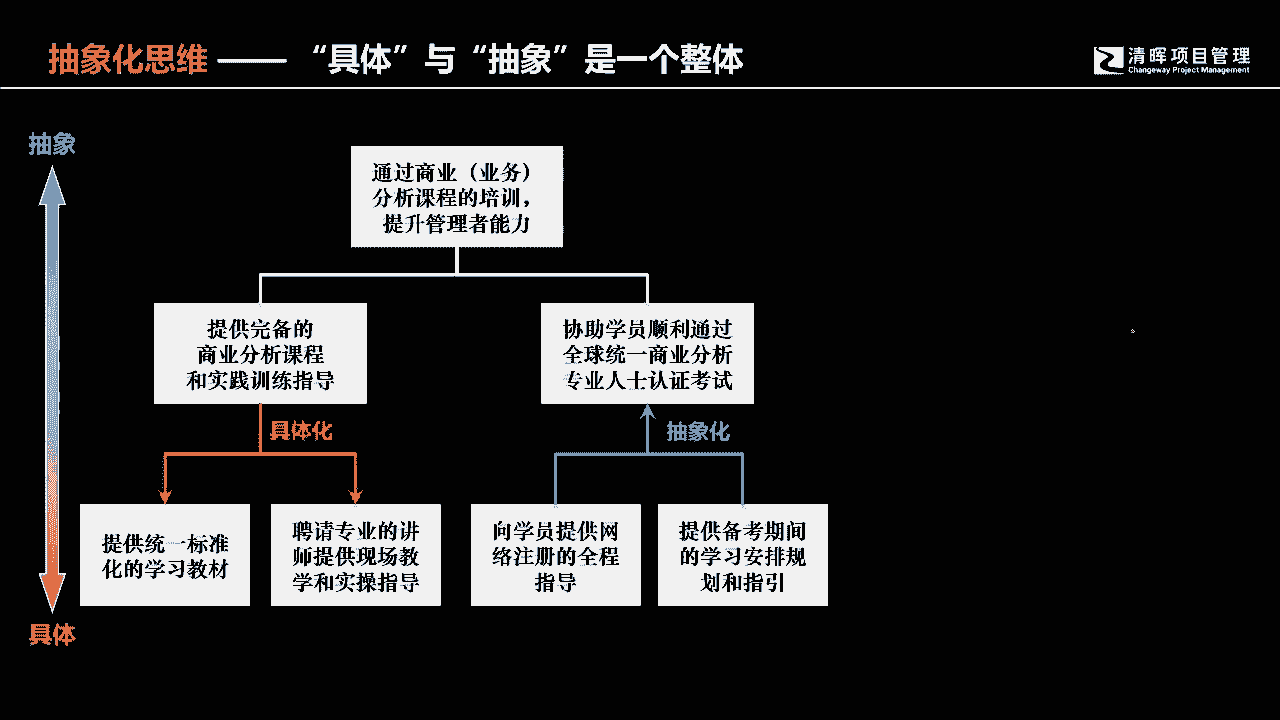 抽象化思维——“具体”与“抽象”是一个整体
清晖项目管理
Changeway Project Management
抽象
通过商业（业务）
分析课程的培训，
提升管理者能力
提供完备的
商业分析课程
和实践训练指导
协助学员顺利通过
全球统一商业分析
专业人士认证考试
具体化
抽象化
提供统一标准
化的学习教材
聘请专业的讲
师提供现场教
学和实操指导
向学员提供网
络注册的全程
指导
提供备考期间
的学习安排规
划和指引
具体